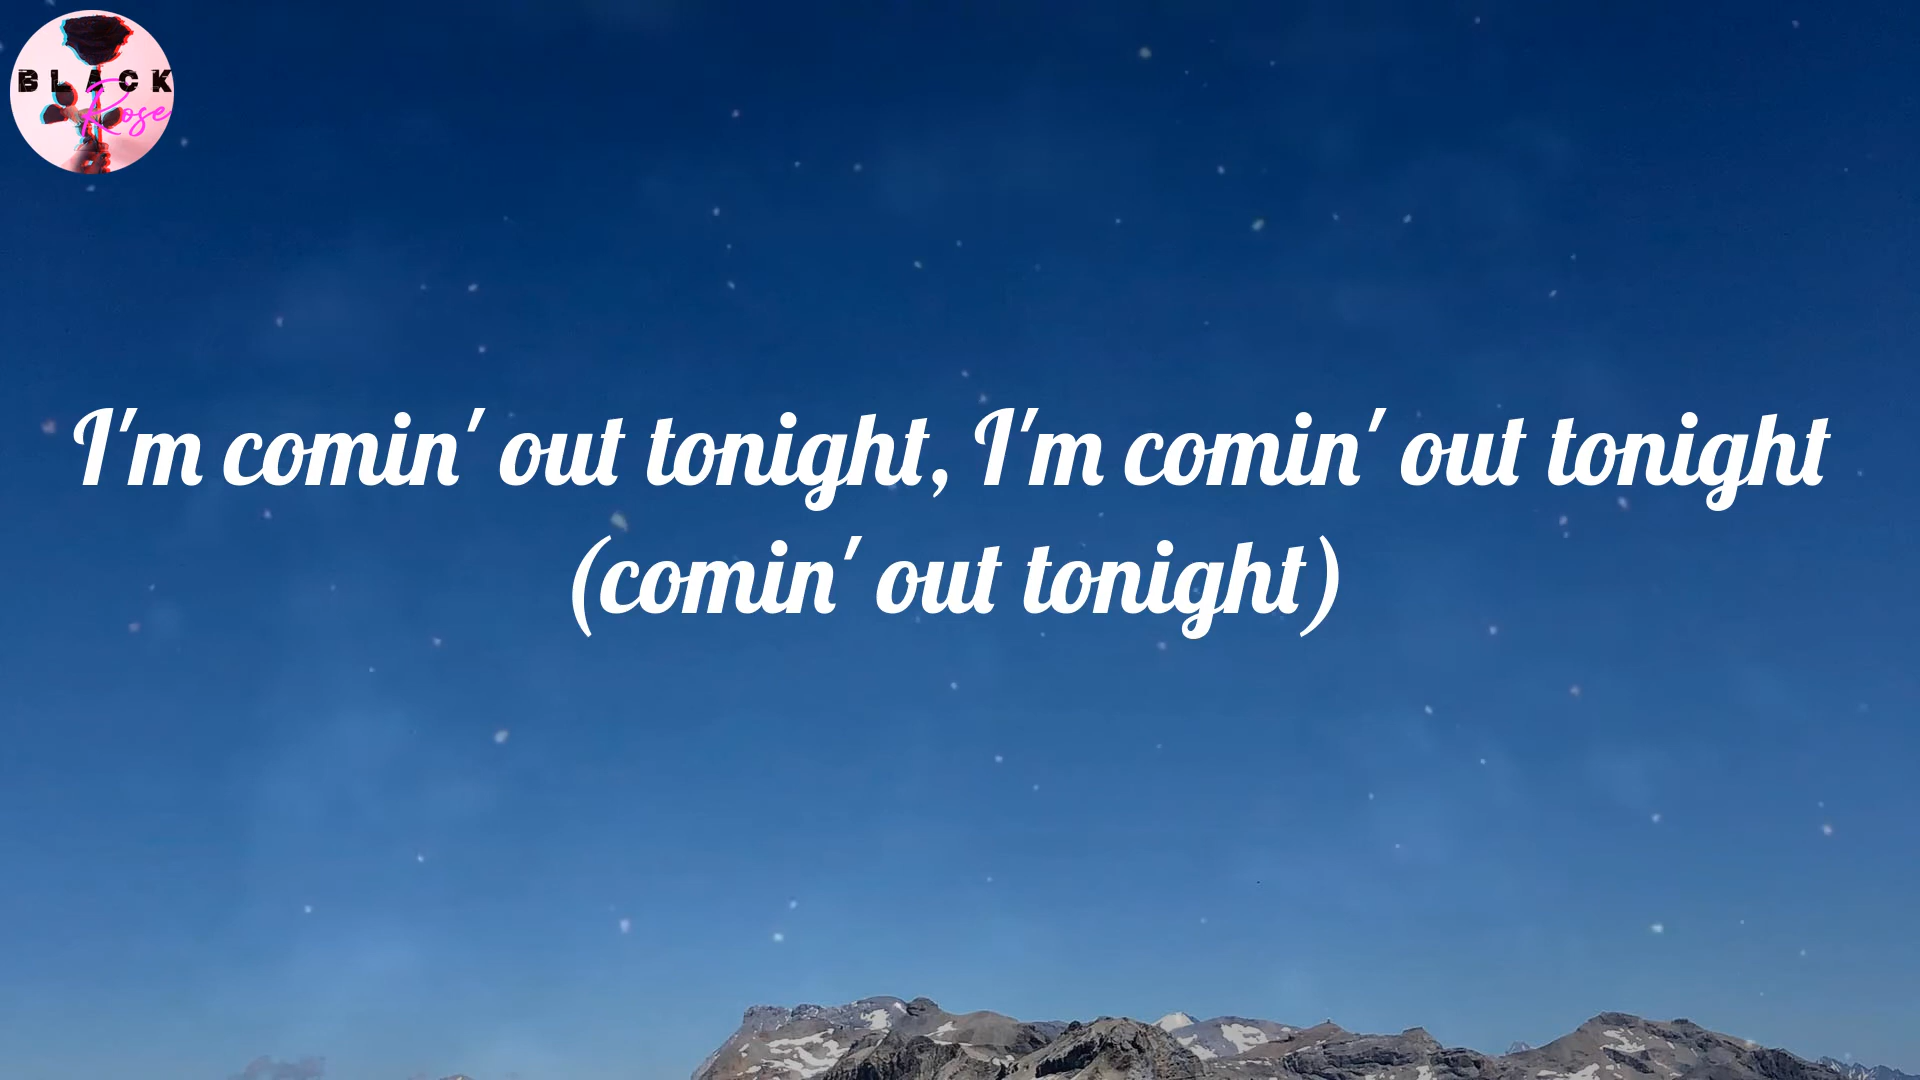 BLACK
Rose
I'm comin' out tonight, I'm comin' out tonight
(comin' out tonight)